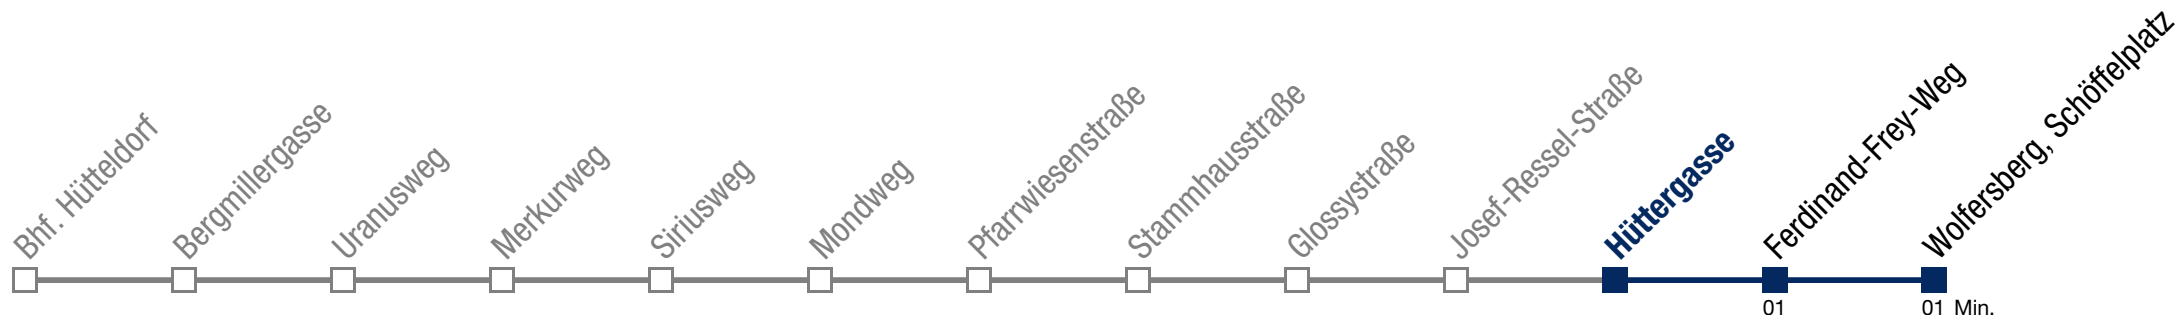 Bhf. Hütteldorf
Bergmillergasse
Uranusweg
Merkurweg
Siriusweg
Mondweg
Pfarrwiesenstraße
Stammhausstraße
Glossystraße
Josef-Ressel-Straße
Hüttergasse
Ferdinand-Frey-Weg
Wolfersberg, Schöffelplatz
01
01 Min.